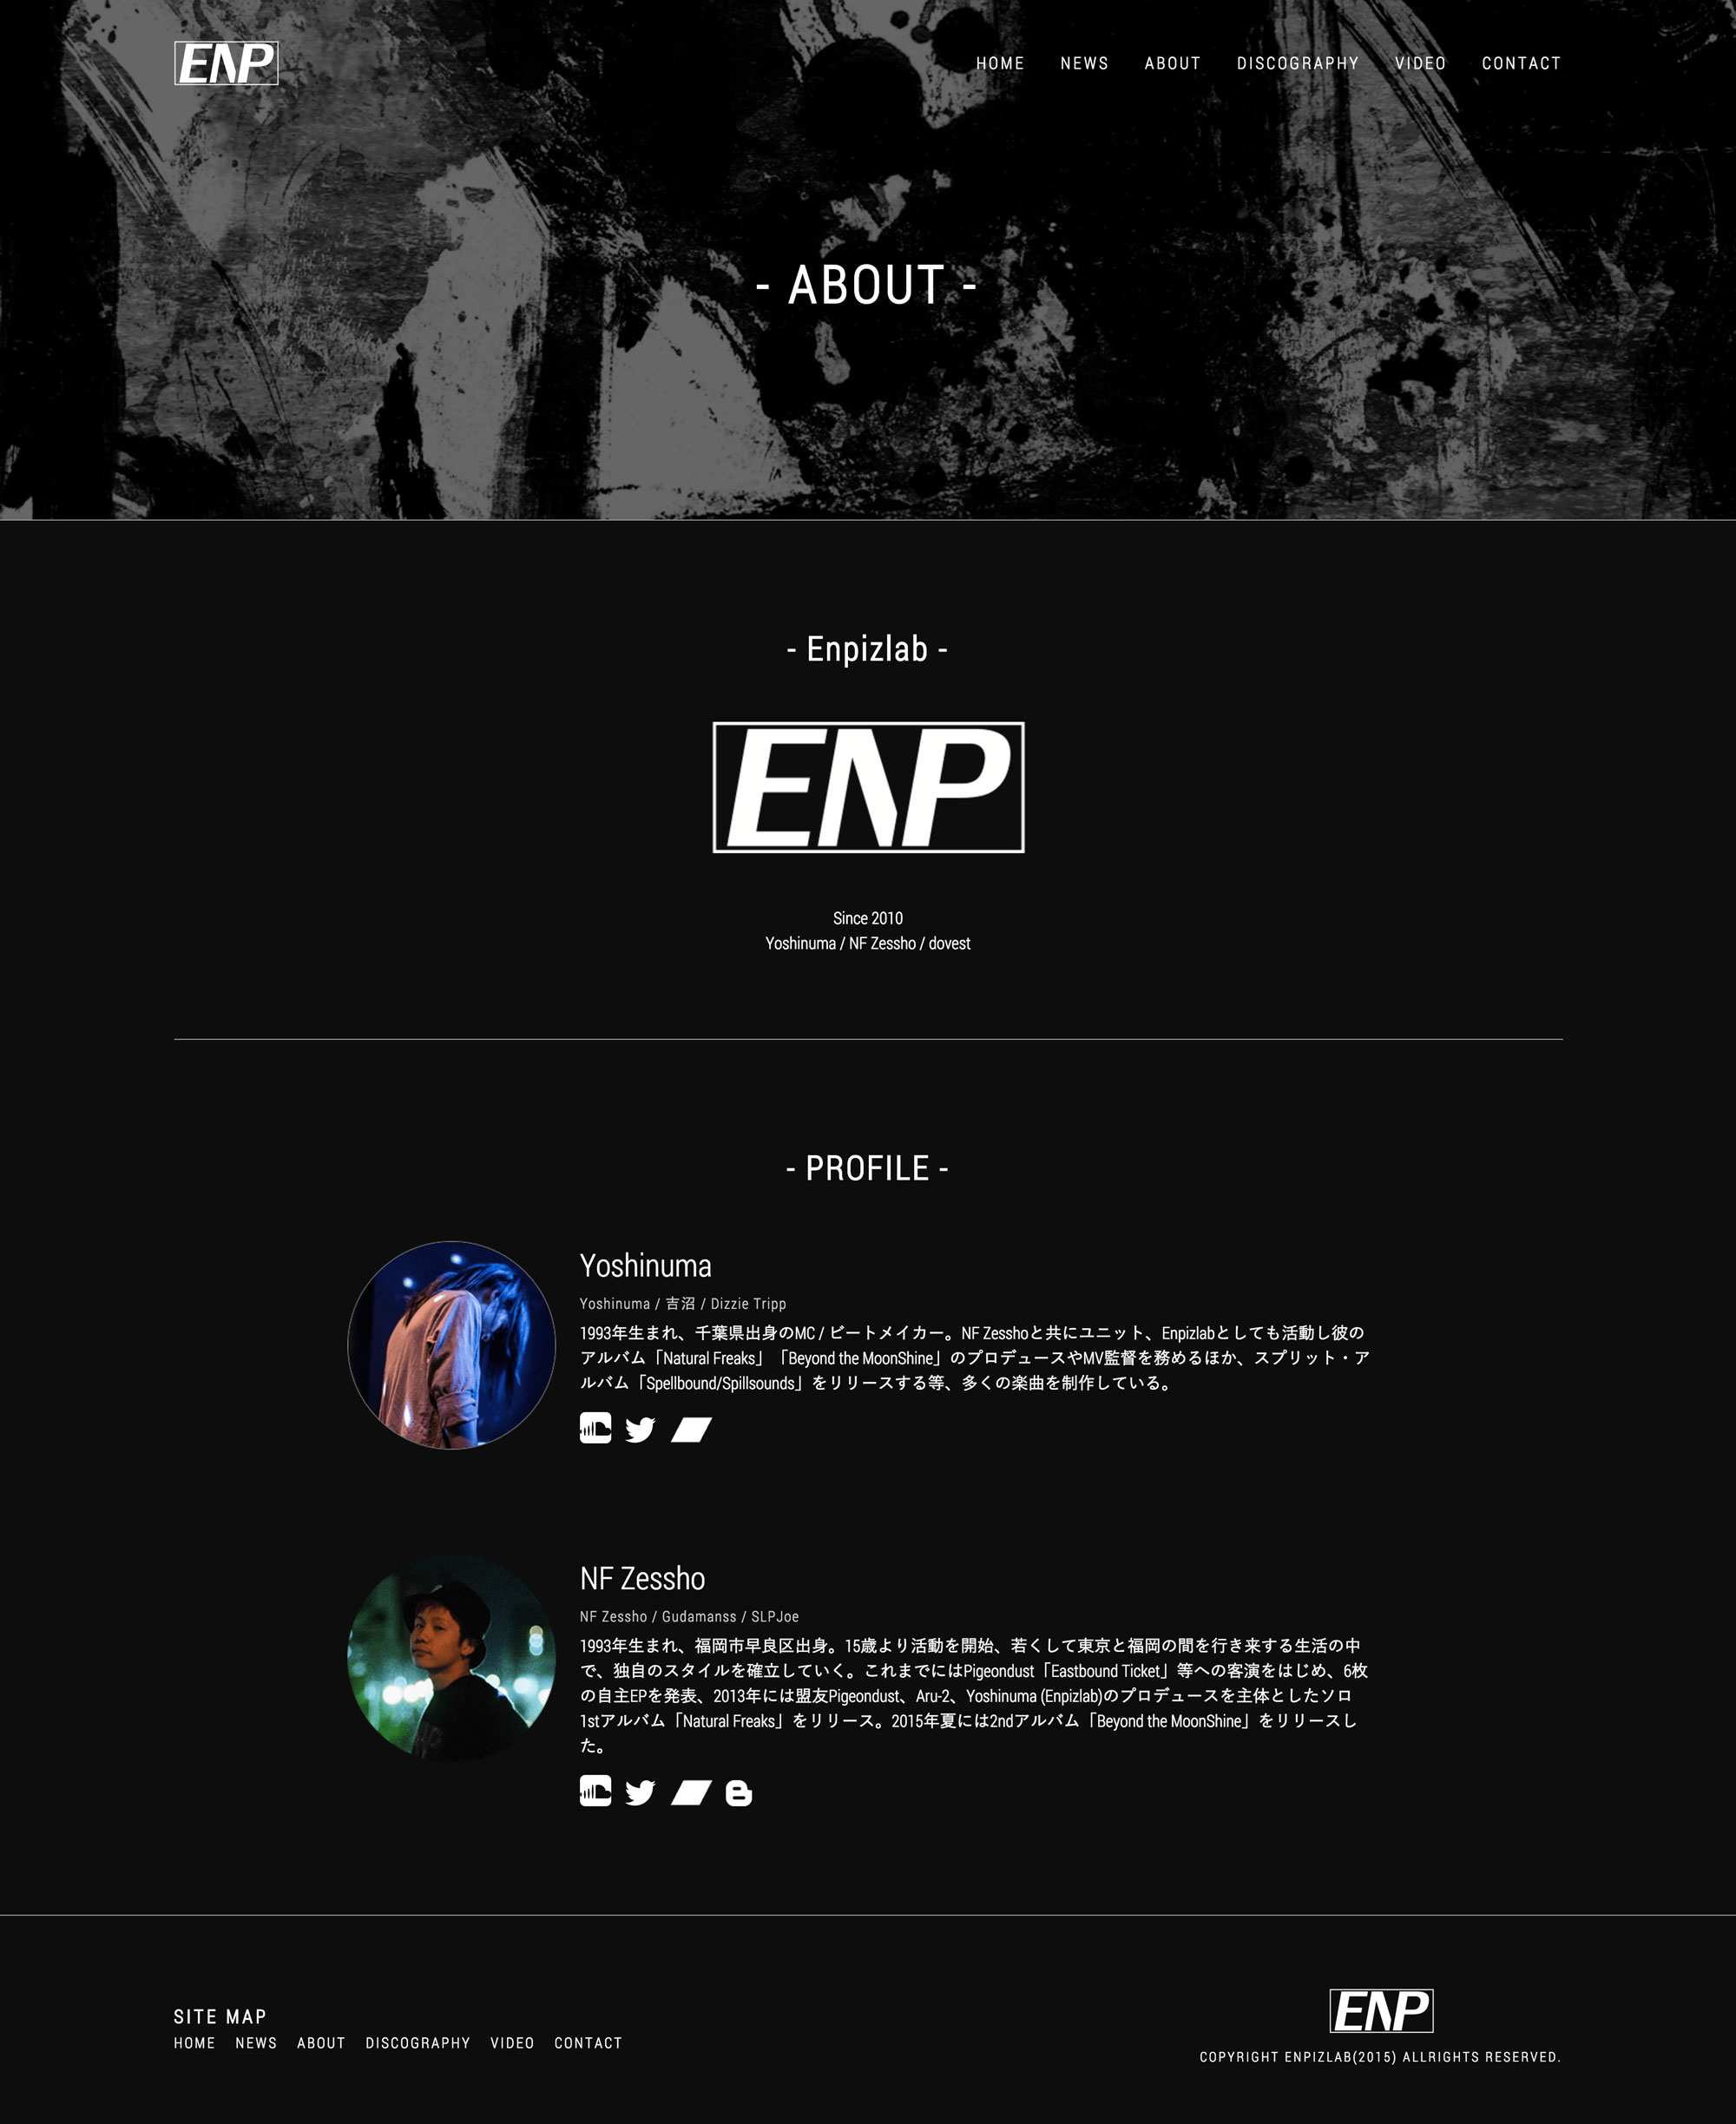 ENP
HOME NEWS ABOUT DISCOGRAPHY VIDEO CONTACT
- ABOUT -
- Enpizlab -
ENP
Since 2010
Yoshinuma / NF Zessho / dovest
- PROFILE -
Yoshinuma
Yoshinuma / 吉沼 / Dizzie Tripp
1993年生まれ、千葉県出身のMC / ビートメイカー。NF Zesshoと共にユニット、Enpizlabとしても活動し彼の
アルバム「Natural Freaks」「Beyond the MoonShine」のプロデュースやMV監督を務めるほか、スプリット・ア
ルバム「Spellbound/Spillsounds」をリリースする等、多くの楽曲を制作している。
NF Zessho
NF Zessho / Gudamanss / SLPJoe
1993年生まれ、福岡市早良区出身。15歳より活動を開始、若くして東京と福岡の間を行き来する生活の中
で、独自のスタイルを確立していく。これまでにはPigeondust「Eastbound Ticket」等への客演をはじめ、6枚
の自主EPを発表、2013年には盟友Pigeondust、Aru-2、Yoshinuma (Enpizlab)のプロデュースを主体としたソロ
1stアルバム「Natural Freaks」をリリース。2015年夏には2ndアルバム「Beyond the MoonShine」をリリースし
た。
SITE MAP
HOME NEWS ABOUT DISCOGRAPHY VIDEO CONTACT
ENP
COPYRIGHT ENPIZLAB(2015) ALLRIGHTS RESERVED.